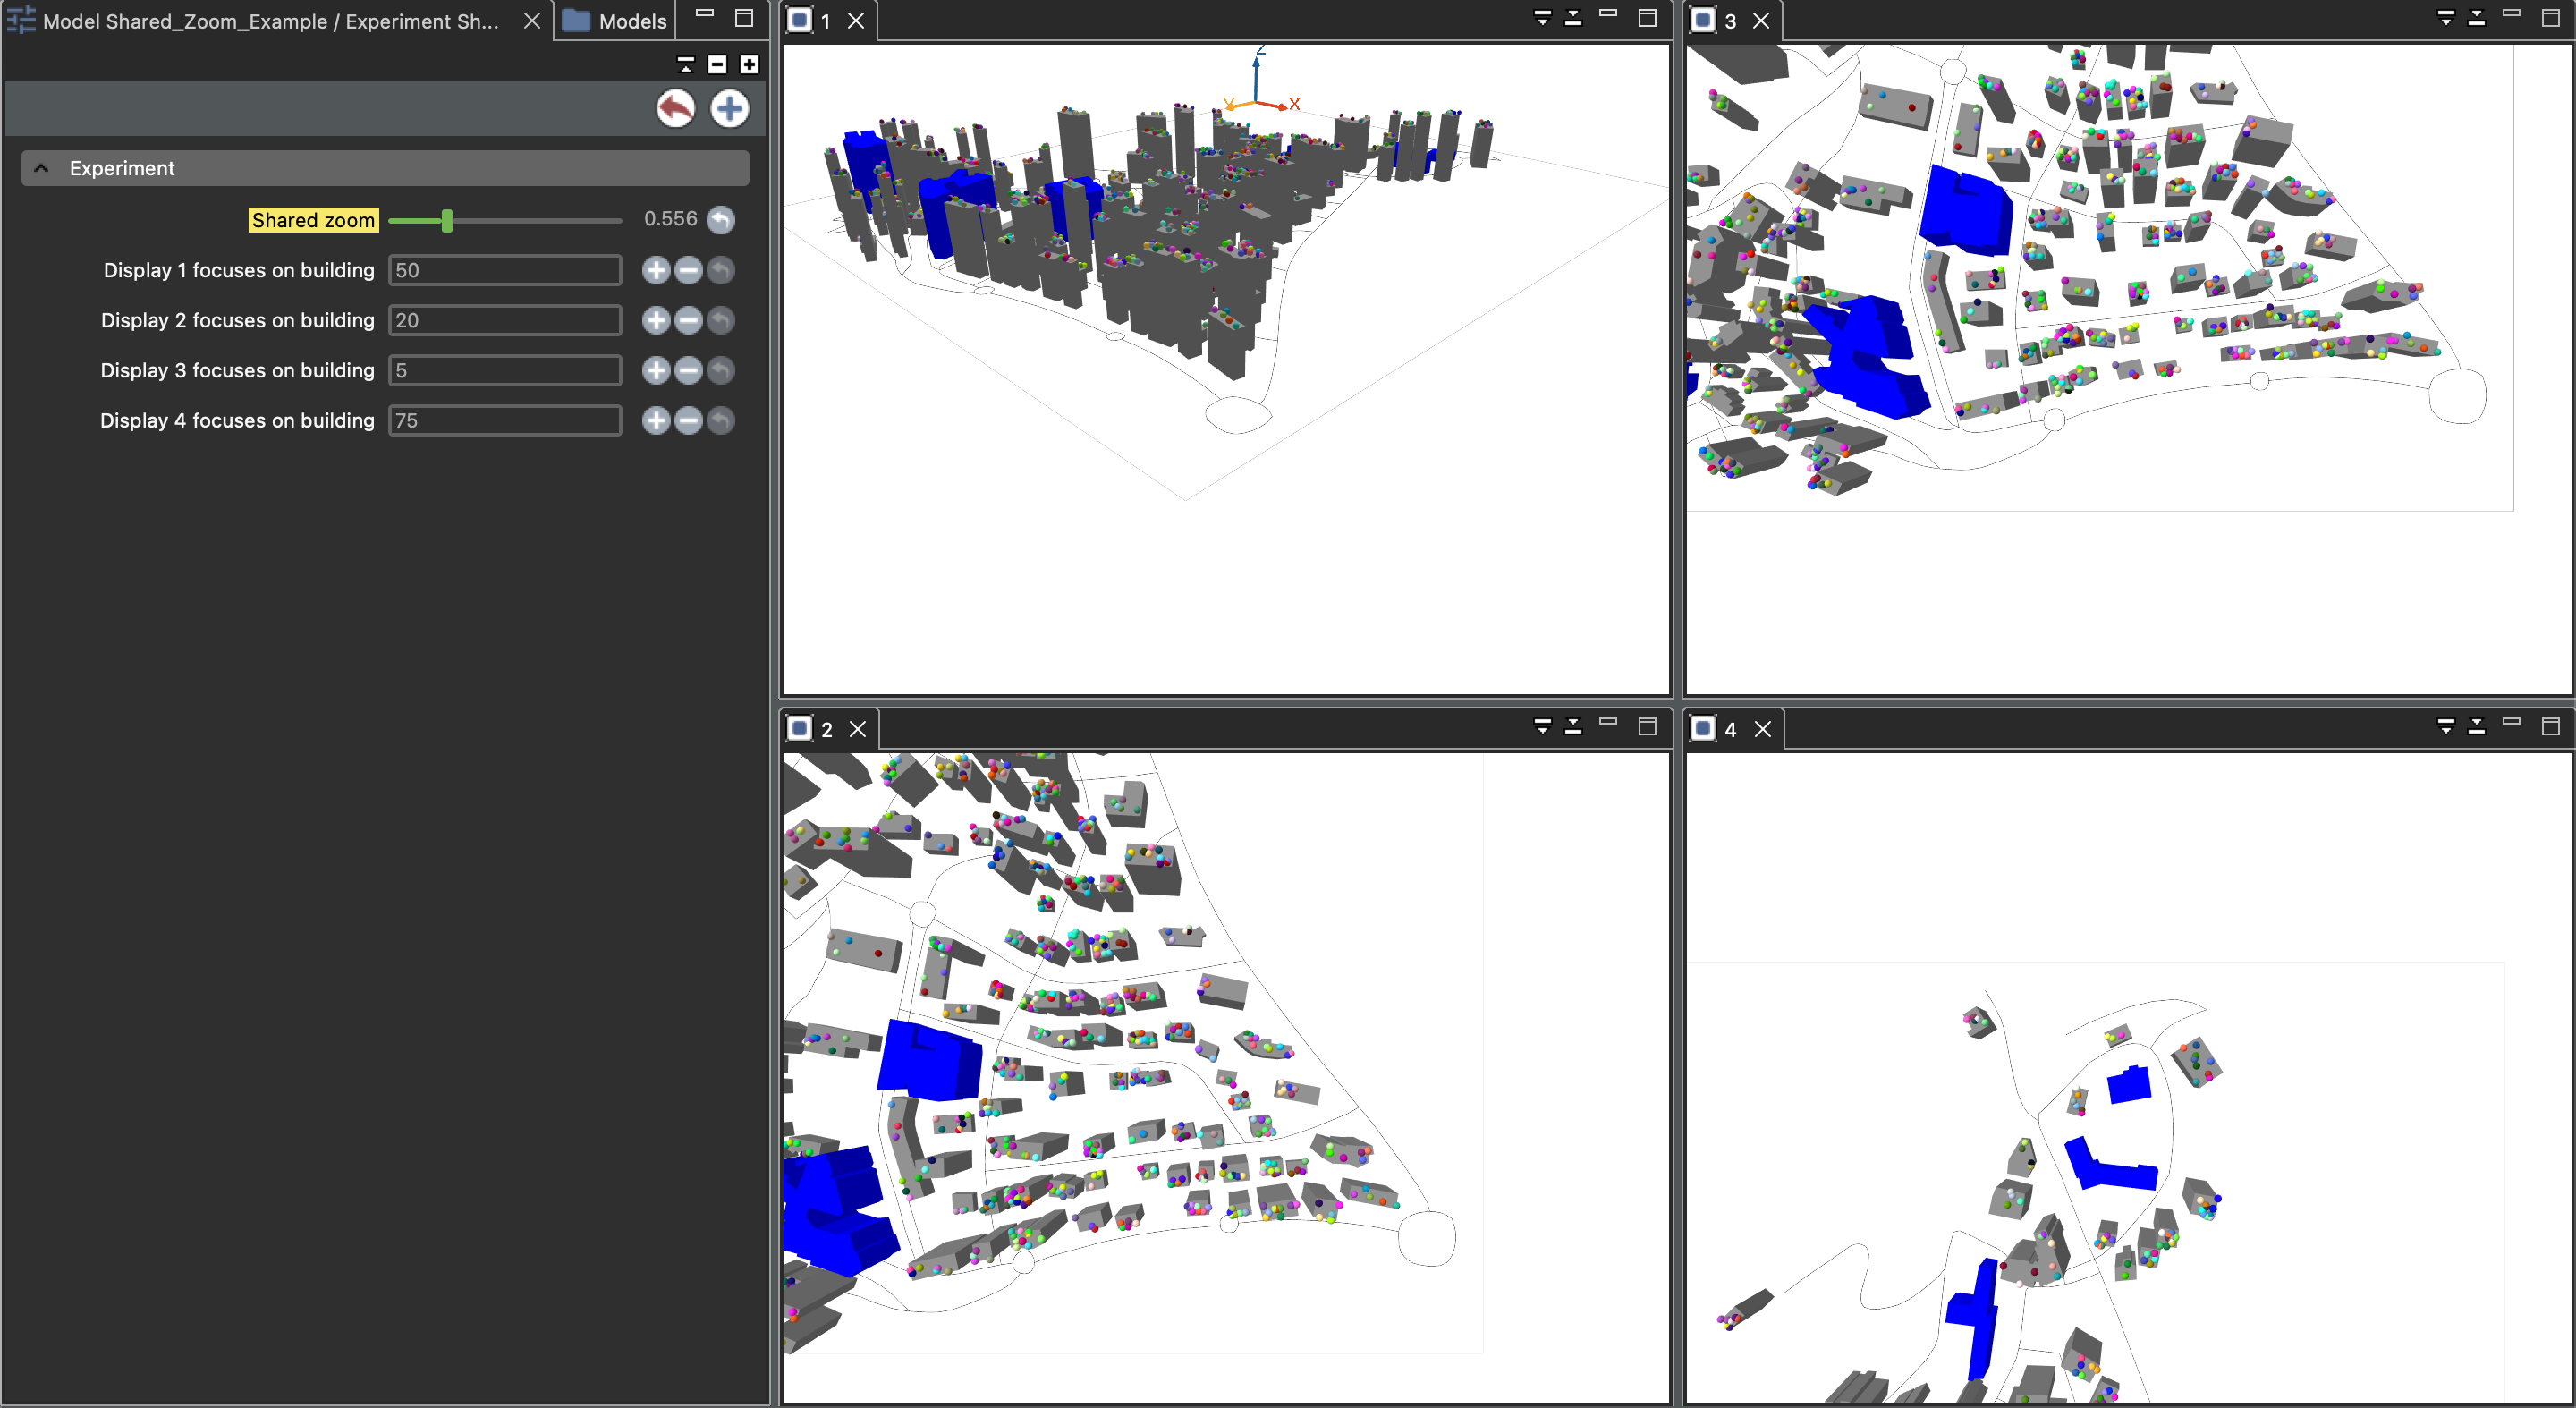 Model Shared_Zoom_Example / Experiment Sh...
Models
Experiment
Shared zoom 0.556
Display 1 focuses on building 50
Display 2 focuses on building 20
Display 3 focuses on building 5
Display 4 focuses on building 75
1
Z
Y X
3
2
4